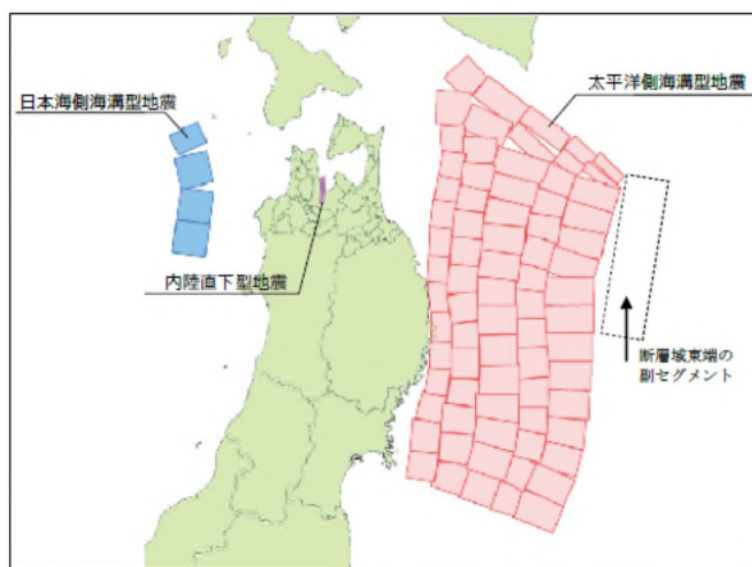 太平洋側海溝型地震
日本海側海溝型地震
内陸直下型地震
断層域東端の
副セグメント